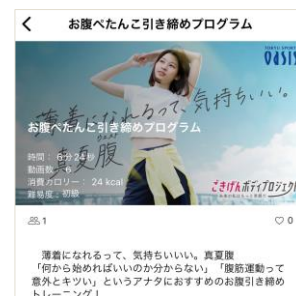 お腹ぺたんこ引き締めプログラム
TOKYU SPORTS
OASIS
薄着になれるって、気持ちいい。
真夏腹
お腹ぺたんこ引き締めプログラム
時間： 6分24秒
動画数： 6
消費カロリー： 24 kcal
難易度：初級
ごきげんボディプロジェクト
1
0
薄着になれるって、気持ちいいい。真夏腹
「何から始めればいいのか分からない」「腹筋運動って
意外とキツい」というアナタにおすすめのお腹引き締め
トレーニング！